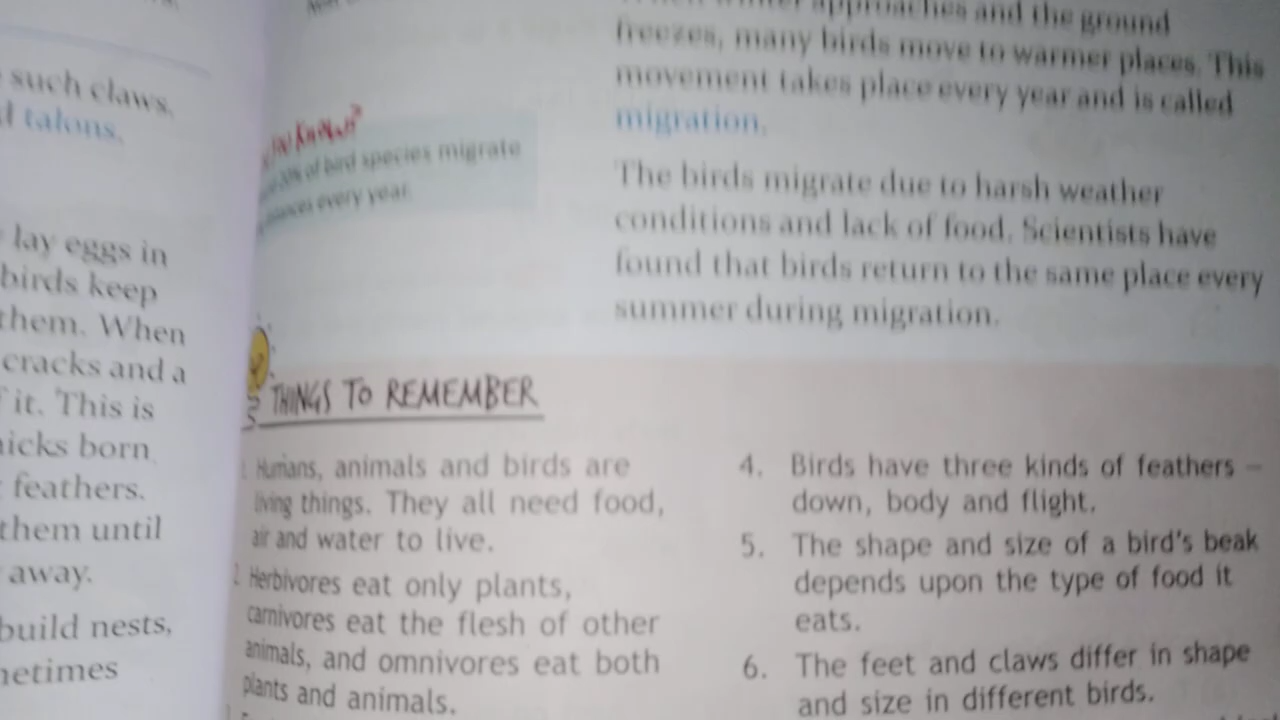 such claws.
talons.
lay eggs in
birds keep
them. When
cracks and a
it. This is
born
feathers.
them until
away.
build nests,
approaches and the ground
freezes, many birds move to warmer places. This
movement takes place every year and is called
migration.
of bird species migrate
every year.
The birds migrate due to harsh weather
conditions and lack of food. Scientists have
found that birds return to the same place every
summer during migration.
THINGS TO REMEMBER
Humans, animals and birds are
living things. They all need food,
air and water to live.
2. Herbivores eat only plants,
carnivores eat the flesh of other
animals, and omnivores eat both
plants and animals.
4. Birds have three kinds of feathers –
down, body and flight.
5. The shape and size of a bird's beak
depends upon the type of food it
eats.
6. The feet and claws differ in shape
and size in different birds.